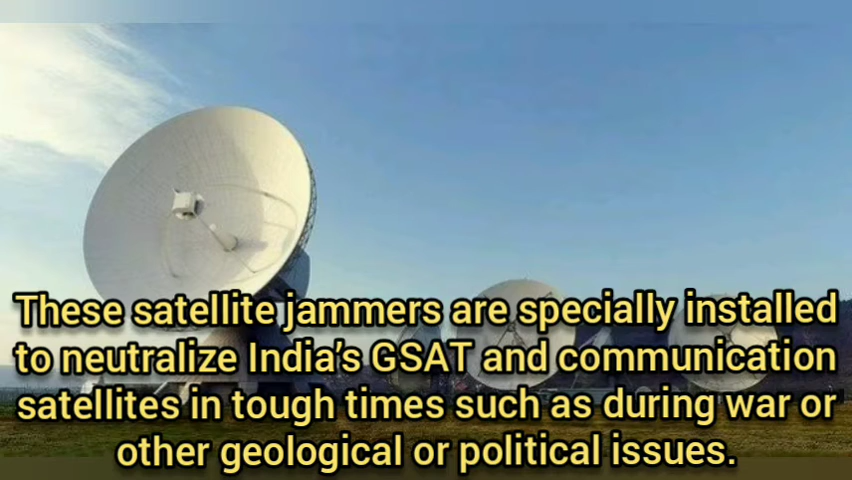 These satellite jammers are specially installed
to neutralize India's GSAT and communication
satellites in tough times such as during war or
other geological or political issues.